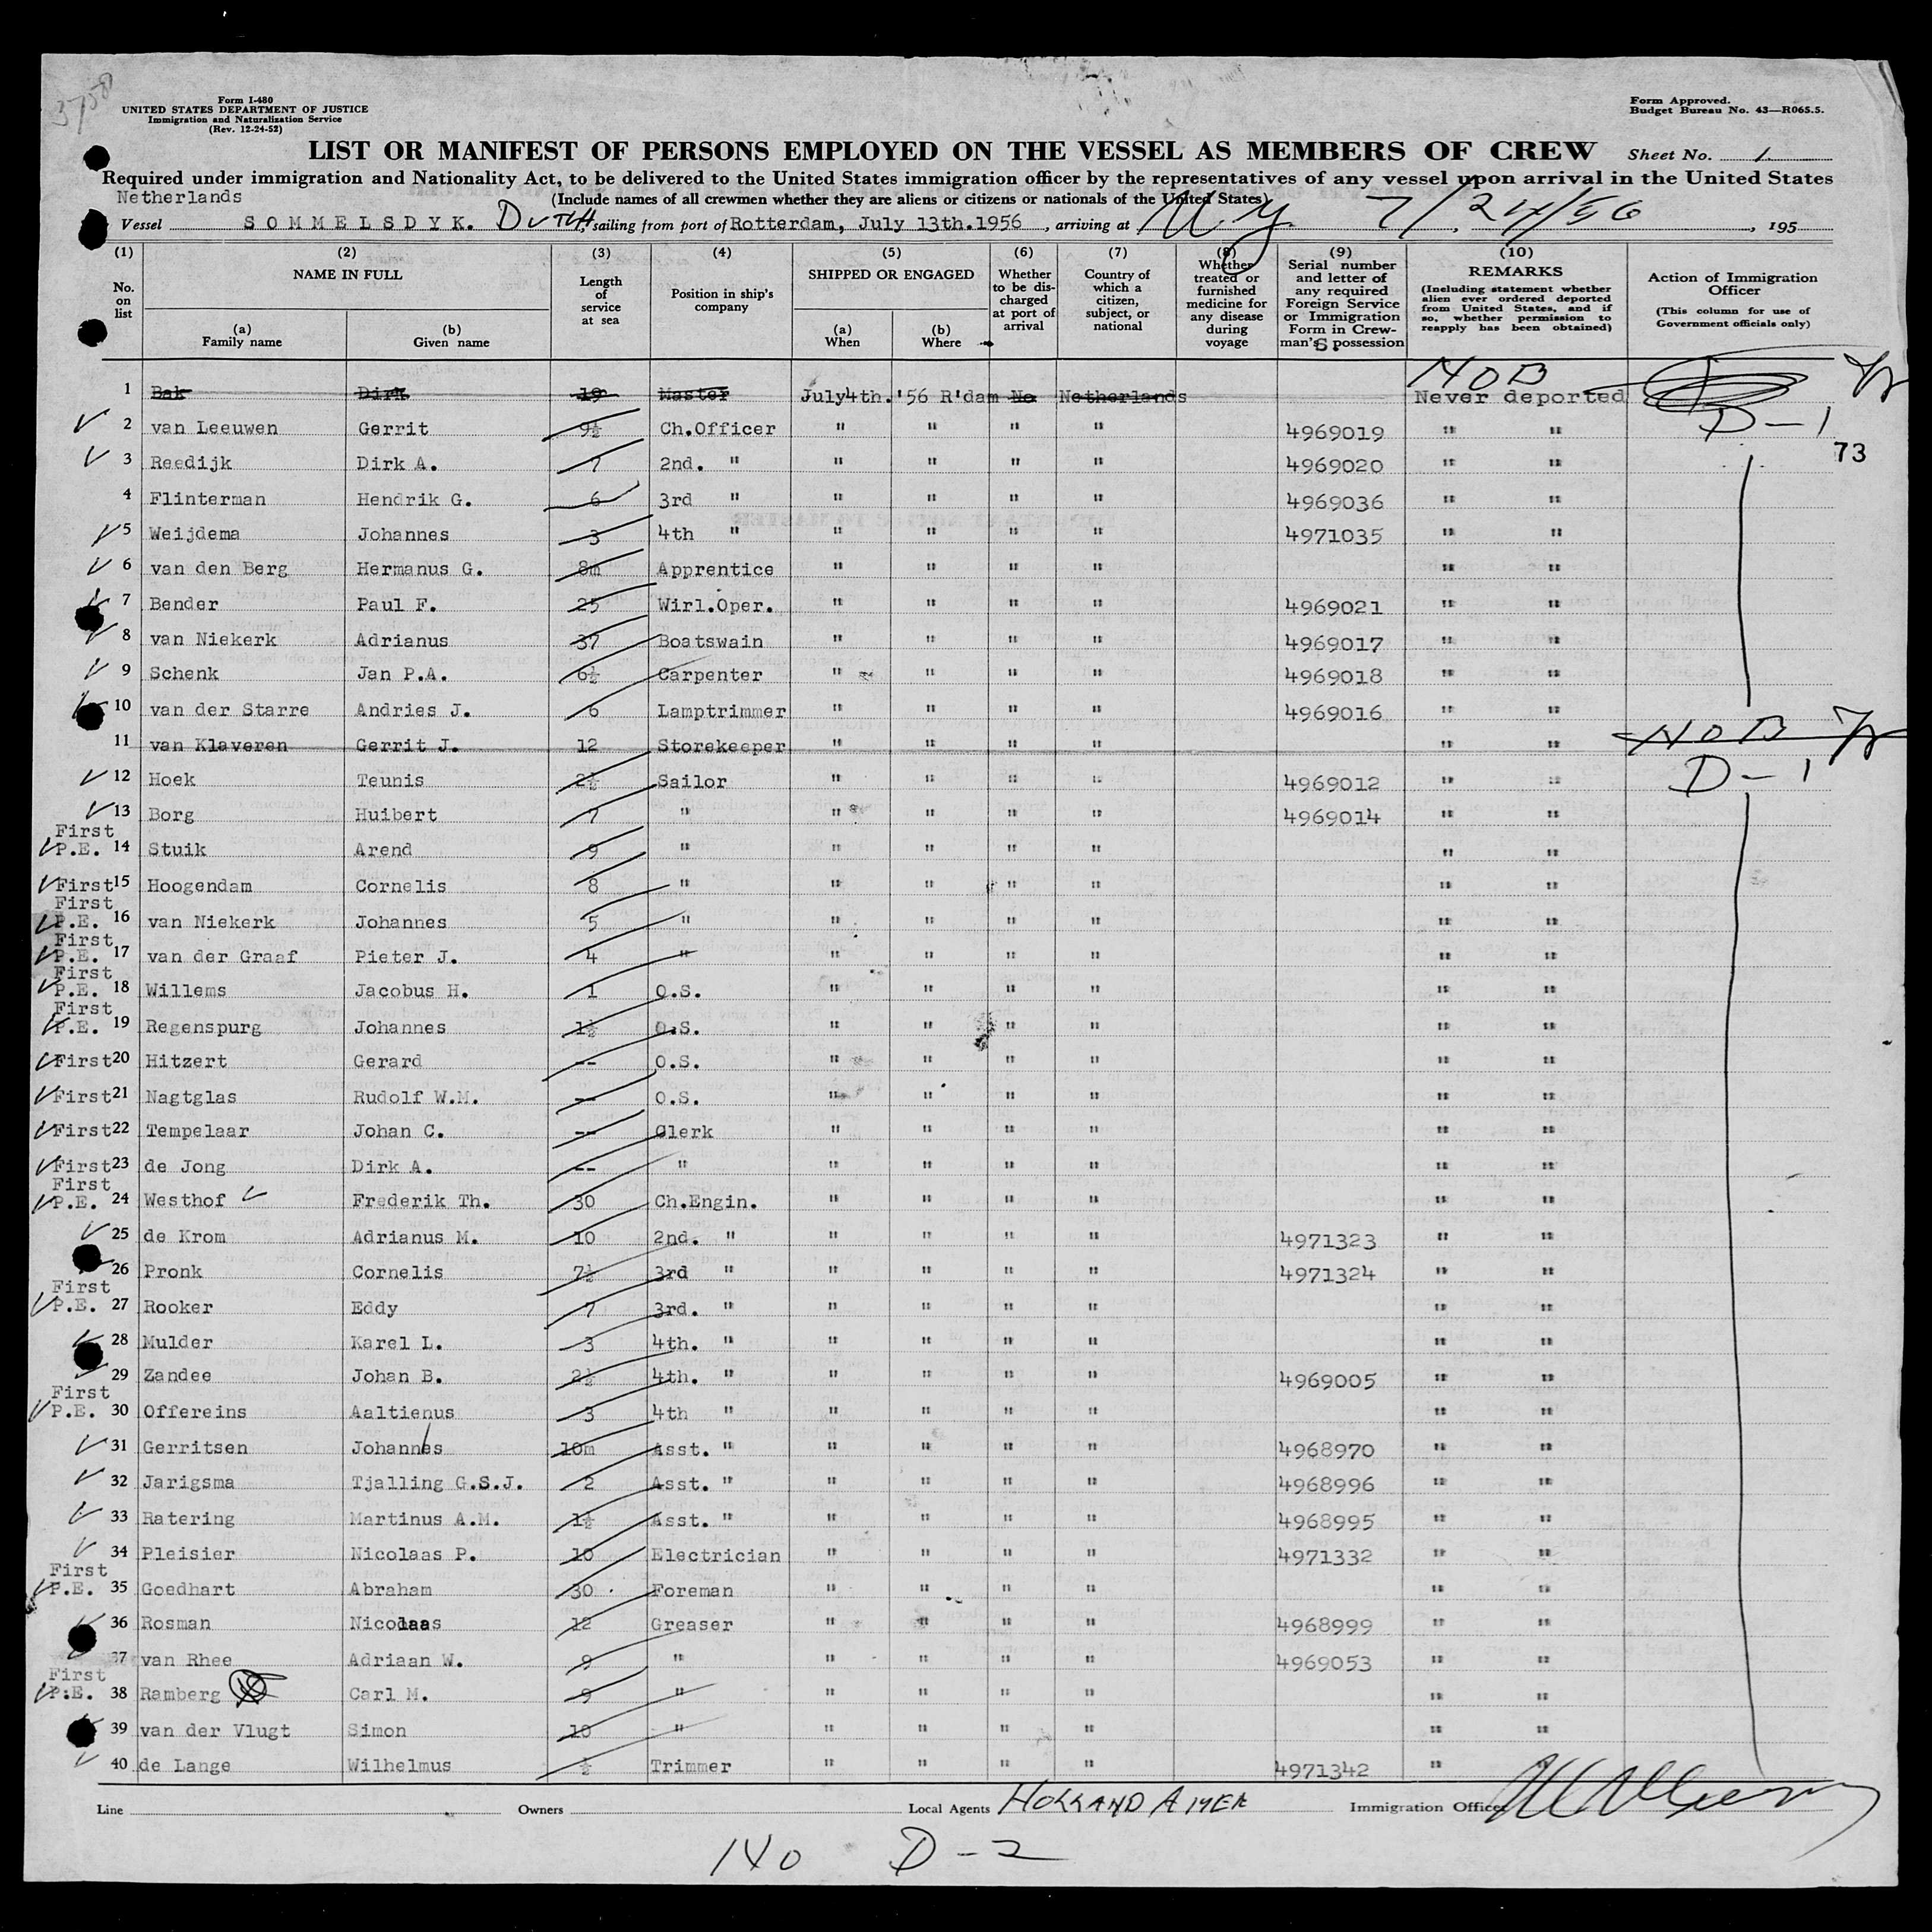 3758
Form I-480
UNITED STATES DEPARTMENT OF JUSTICE
Immigration and Naturalization Service
(Rev. 12-24-52)
Form Approved.
Budget Bureau No. 43—R065.5.
LIST OR MANIFEST OF PERSONS EMPLOYED ON THE VESSEL AS MEMBERS OF CREW Sheet No. 1.
Required under immigration and Nationality Act, to be delivered to the United States immigration officer by the representatives of any vessel upon arrival in the United States
Netherlands (Include names of all crewmen whether they are aliens or citizens or nationals of the United States)
Vessel SOMMELSDYK. DUTCH, sailing from port of Rotterdam, July 13th.1956, arriving at N.Y. 7/24/56, 195
(1) No. on list
(2) NAME IN FULL (a) Family name (b) Given name
(3) Length of service at sea
(4) Position in ship's company
(5) SHIPPED OR ENGAGED (a) When (b) Where
(6) Whether to be discharged at port of arrival
(7) Country of which a citizen, subject, or national
(8) Whether treated or furnished medicine for any disease during voyage
(9) Serial number and letter of any required Foreign Service or Immigration Form in Crewman'S possession
(10) REMARKS (Including statement whether alien ever ordered deported from United States, and if so, whether permission to reapply has been obtained)
Action of Immigration Officer (This column for use of Government officials only)
NOB
1 Bak Dirk 19 Master July4th.'56 R'dam No Netherlands Never deported
2 van Leeuwen Gerrit 9½ Ch.Officer " " " " 4969019 " " D-1
73
3 Reedijk Dirk A. 7 2nd. " " " " " 4969020 " "
4 Flinterman Hendrik G. 6 3rd " " " " " 4969036 " "
5 Weijdema Johannes 3 4th " " " " " 4971035 " "
6 van den Berg Hermanus G. 8m Apprentice " " " " " "
7 Bender Paul F. 25 Wirl.Oper. " " " " 4969021 " "
8 van Niekerk Adrianus 37 Boatswain " " " " 4969017 " "
9 Schenk Jan P.A. 6½ Carpenter " " " " 4969018 " "
10 van der Starre Andries J. 6 Lamptrimmer " " " " 4969016 " "
11 van Klaveren Gerrit J. 12 Storekeeper " " " " " " NOB
12 Hoek Teunis 2½ Sailor " " " " 4969012 " " D-1
13 Borg Huibert 7 " " " " " 4969014 " "
First P.E. 14 Stuik Arend 9 " " " " " " "
First 15 Hoogendam Cornelis 8 " " " " " " "
First P.E. 16 van Niekerk Johannes 5 " " " " " " "
First P.E. 17 van der Graaf Pieter J. 4 " " " " " " "
First P.E. 18 Willems Jacobus H. 1 O.S. " " " " " "
First P.E. 19 Regenspurg Johannes 1½ O.S. " " " " " "
First 20 Hitzert Gerard -- O.S. " " " " " "
First 21 Nagtglas Rudolf W.M. -- O.S. " " " " " "
First 22 Tempelaar Johan C. -- Clerk " " " " " "
First 23 de Jong Dirk A. -- " " " " " " "
First P.E. 24 Westhof Frederik Th. 30 Ch.Engin. " " " " " "
25 de Krom Adrianus M. 10 2nd. " " " " " 4971323 " "
26 Pronk Cornelis 7½ 3rd " " " " " 4971324 " "
First P.E. 27 Rooker Eddy 7 3rd. " " " " " " "
28 Mulder Karel L. 3 4th. " " " " " " "
29 Zandee Johan B. 2½ 4th. " " " " " 4969005 " "
First P.E. 30 Offereins Aaltienus 3 4th " " " " " " "
31 Gerritsen Johannes 10m Asst. " " " " " 4968970 " "
32 Jarigsma Tjalling G.S.J. 2 Asst. " " " " " 4968996 " "
33 Ratering Martinus A.M. 1½ Asst. " " " " " 4968995 " "
34 Pleisier Nicolaas P. 10 Electrician " " " " 4971332 " "
First P.E. 35 Goedhart Abraham 30 Foreman " " " " " "
36 Rosman Nicolaas 12 Greaser " " " " 4968999 " "
37 van Rhee Adriaan W. 9 " " " " " 4969053 " "
First P.E. 38 Ramberg Carl M. 9 " " " " " " "
39 van der Vlugt Simon 10 " " " " " " "
40 de Lange Wilhelmus ½ Trimmer " " " " 4971342 " "
Line Owners Local Agents HOLLAND AMER Immigration Officer
140 D-2